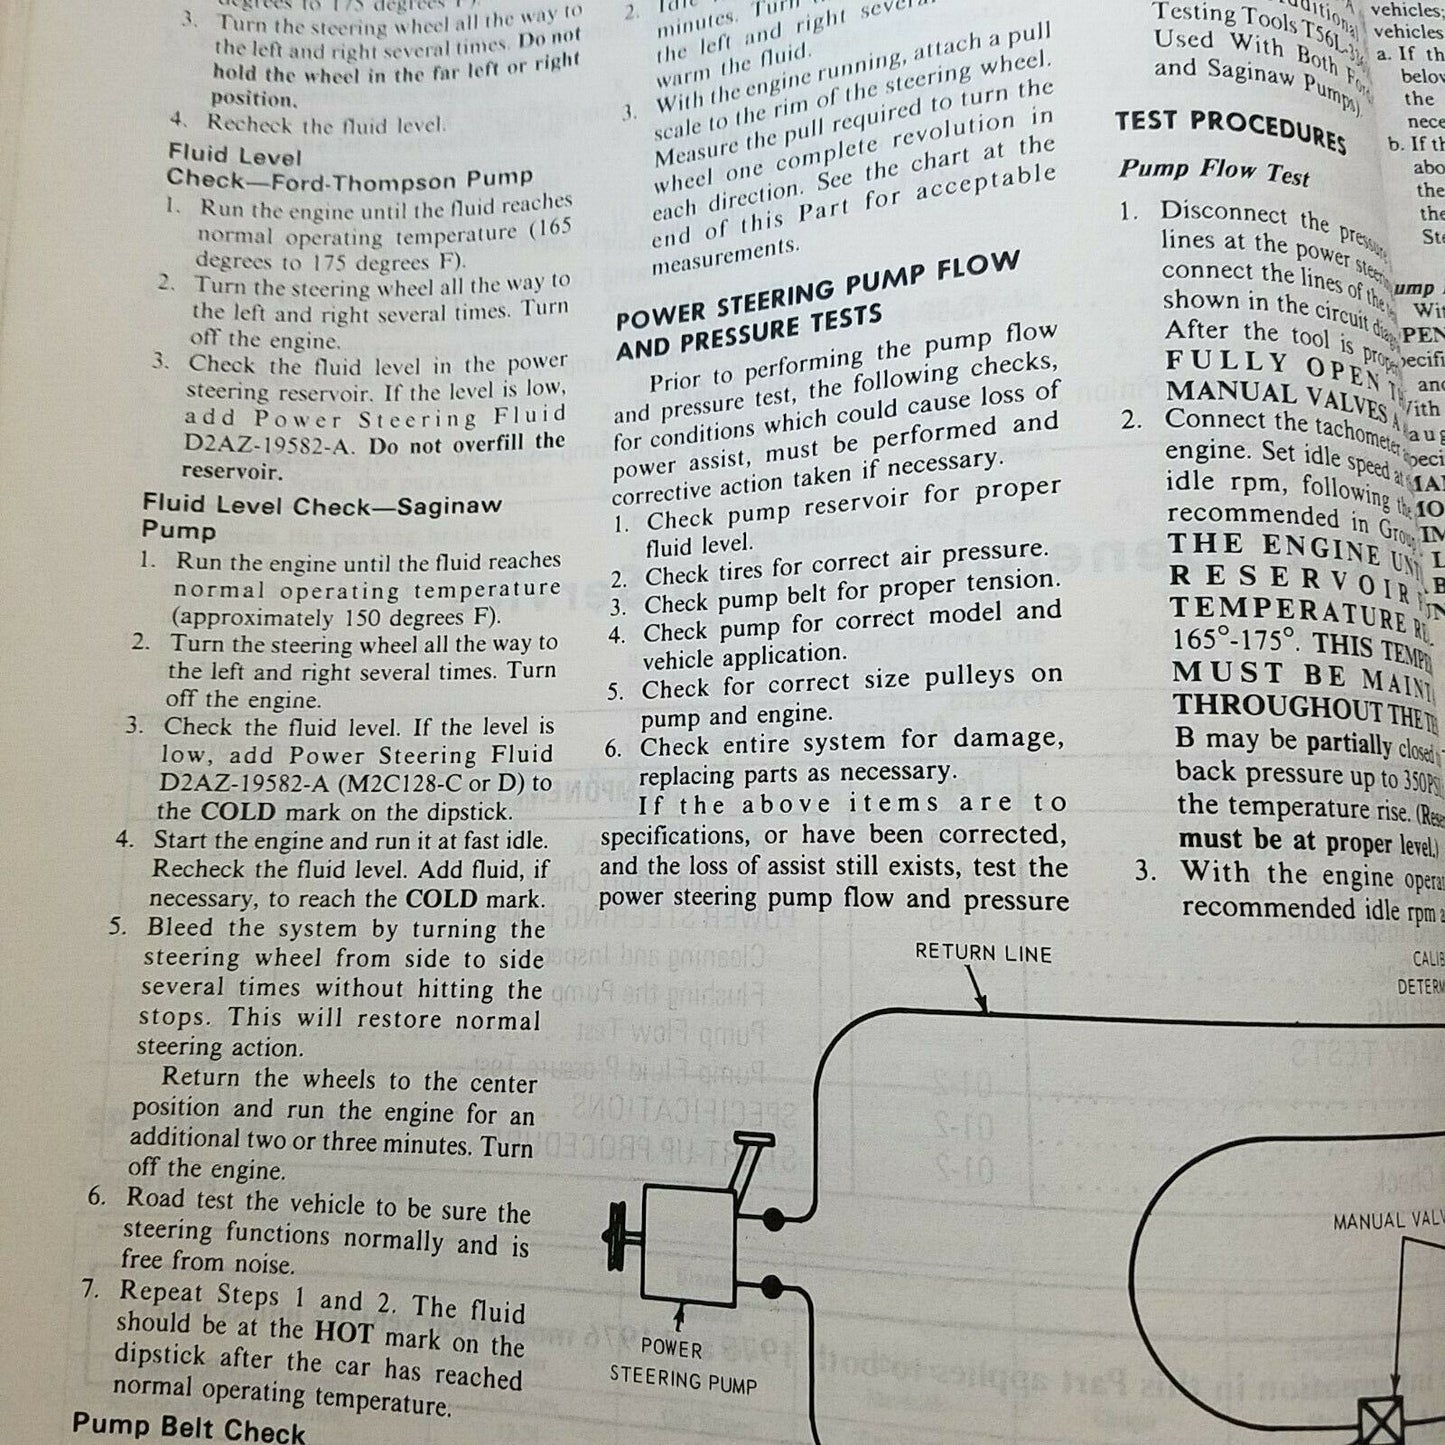 3. Turn the steering wheel all the way to
the left and right several times. Do not
hold the wheel in the far left or right
position.
4. Recheck the fluid level.
Fluid Level
Check—Ford-Thompson Pump
1. Run the engine until the fluid reaches
normal operating temperature (165
degrees to 175 degrees F).
2. Turn the steering wheel all the way to
the left and right several times. Turn
off the engine.
3. Check the fluid level in the power
steering reservoir. If the level is low,
add Power Steering Fluid
D2AZ-19582-A. Do not overfill the
reservoir.
Fluid Level Check—Saginaw
Pump
1. Run the engine until the fluid reaches
normal operating temperature
(approximately 150 degrees F).
2. Turn the steering wheel all the way to
the left and right several times. Turn
off the engine.
3. Check the fluid level. If the level is
low, add Power Steering Fluid
D2AZ-19582-A (M2C128-C or D) to
the COLD mark on the dipstick.
4. Start the engine and run it at fast idle.
Recheck the fluid level. Add fluid, if
necessary, to reach the COLD mark.
5. Bleed the system by turning the
steering wheel from side to side
several times without hitting the
stops. This will restore normal
steering action.
Return the wheels to the center
position and run the engine for an
additional two or three minutes. Turn
off the engine.
6. Road test the vehicle to be sure the
steering functions normally and is
free from noise.
7. Repeat Steps 1 and 2. The fluid
should be at the HOT mark on the
dipstick after the car has reached
normal operating temperature.
Pump Belt Check
minutes. Turn
the left and right
warm the fluid.
3. With the engine running, attach a pull
scale to the rim of the steering wheel.
Measure the pull required to turn the
wheel one complete revolution in
each direction. See the chart at the
end of this Part for acceptable
measurements.
POWER STEERING PUMP FLOW
AND PRESSURE TESTS
Prior to performing the pump flow
and pressure test, the following checks,
for conditions which could cause loss of
power assist, must be performed and
corrective action taken if necessary.
1. Check pump reservoir for proper
fluid level.
2. Check tires for correct air pressure.
3. Check pump belt for proper tension.
4. Check pump for correct model and
vehicle application.
5. Check for correct size pulleys on
pump and engine.
6. Check entire system for damage,
replacing parts as necessary.
If the above items are to
specifications, or have been corrected,
and the loss of assist still exists, test the
power steering pump flow and pressure
Testing Tools
Used With Both Ford
and Saginaw Pumps).
TEST PROCEDURES
Pump Flow Test
1. Disconnect the pressure
lines at the power
connect the lines of the
shown in the circuit
After the tool is
FULLY OPEN
MANUAL VALVES
2. Connect the tachometer
engine. Set idle speed at
idle rpm, following the
recommended in
THE ENGINE
RESERVOIR
TEMPERATURE
165°-175°. THIS
MUST BE
THROUGHOUT THE
B may be partially closed
back pressure up to
the temperature rise.
must be at proper level.)
3. With the engine
recommended idle rpm
vehicles
vehicles
a. If
the
b. If
the
RETURN LINE
POWER
STEERING PUMP
MANUAL